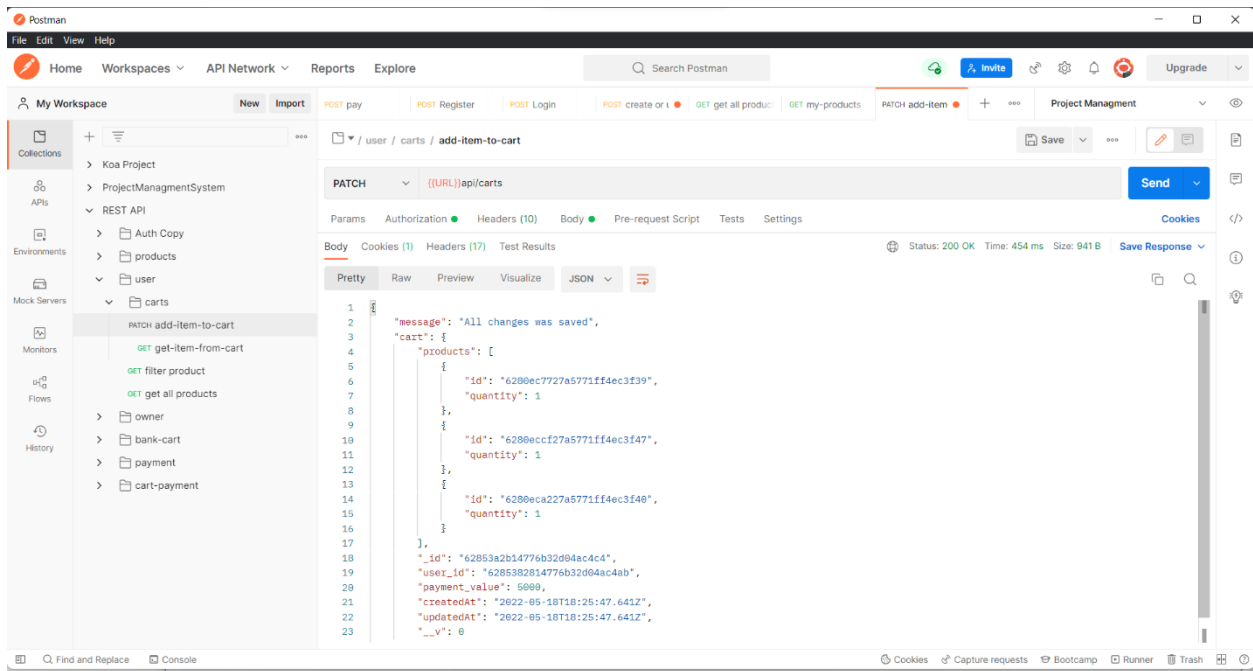 Postman
File Edit View Help
Home Workspaces API Network Reports Explore Search Postman Invite Upgrade
My Workspace New Import POST pay POST Register POST Login POST create or u GET get all produc GET my-products PATCH add-item Project Managment
Collections
APIs
Environments
Mock Servers
Monitors
Flows
History
Koa Project
ProjectManagmentSystem
REST API
Auth Copy
products
user
carts
PATCH add-item-to-cart
GET get-item-from-cart
GET filter product
GET get all products
owner
bank-cart
payment
cart-payment
/ user / carts / add-item-to-cart Save
PATCH {{URL}}api/carts Send
Params Authorization Headers (10) Body Pre-request Script Tests Settings Cookies
Body Cookies (1) Headers (17) Test Results Status: 200 OK Time: 454 ms Size: 941 B Save Response
Pretty Raw Preview Visualize JSON
1 {
2 "message": "All changes was saved",
3 "cart": {
4 "products": [
5 {
6 "id": "6280ec7727a5771ff4ec3f39",
7 "quantity": 1
8 },
9 {
10 "id": "6280eccf27a5771ff4ec3f47",
11 "quantity": 1
12 },
13 {
14 "id": "6280eca227a5771ff4ec3f40",
15 "quantity": 1
16 }
17 ],
18 "_id": "62853a2b14776b32d04ac4c4",
19 "user_id": "6285382814776b32d04ac4ab",
20 "payment_value": 5000,
21 "createdAt": "2022-05-18T18:25:47.641Z",
22 "updatedAt": "2022-05-18T18:25:47.641Z",
23 "__v": 0
Find and Replace Console Cookies Capture requests Bootcamp Runner Trash